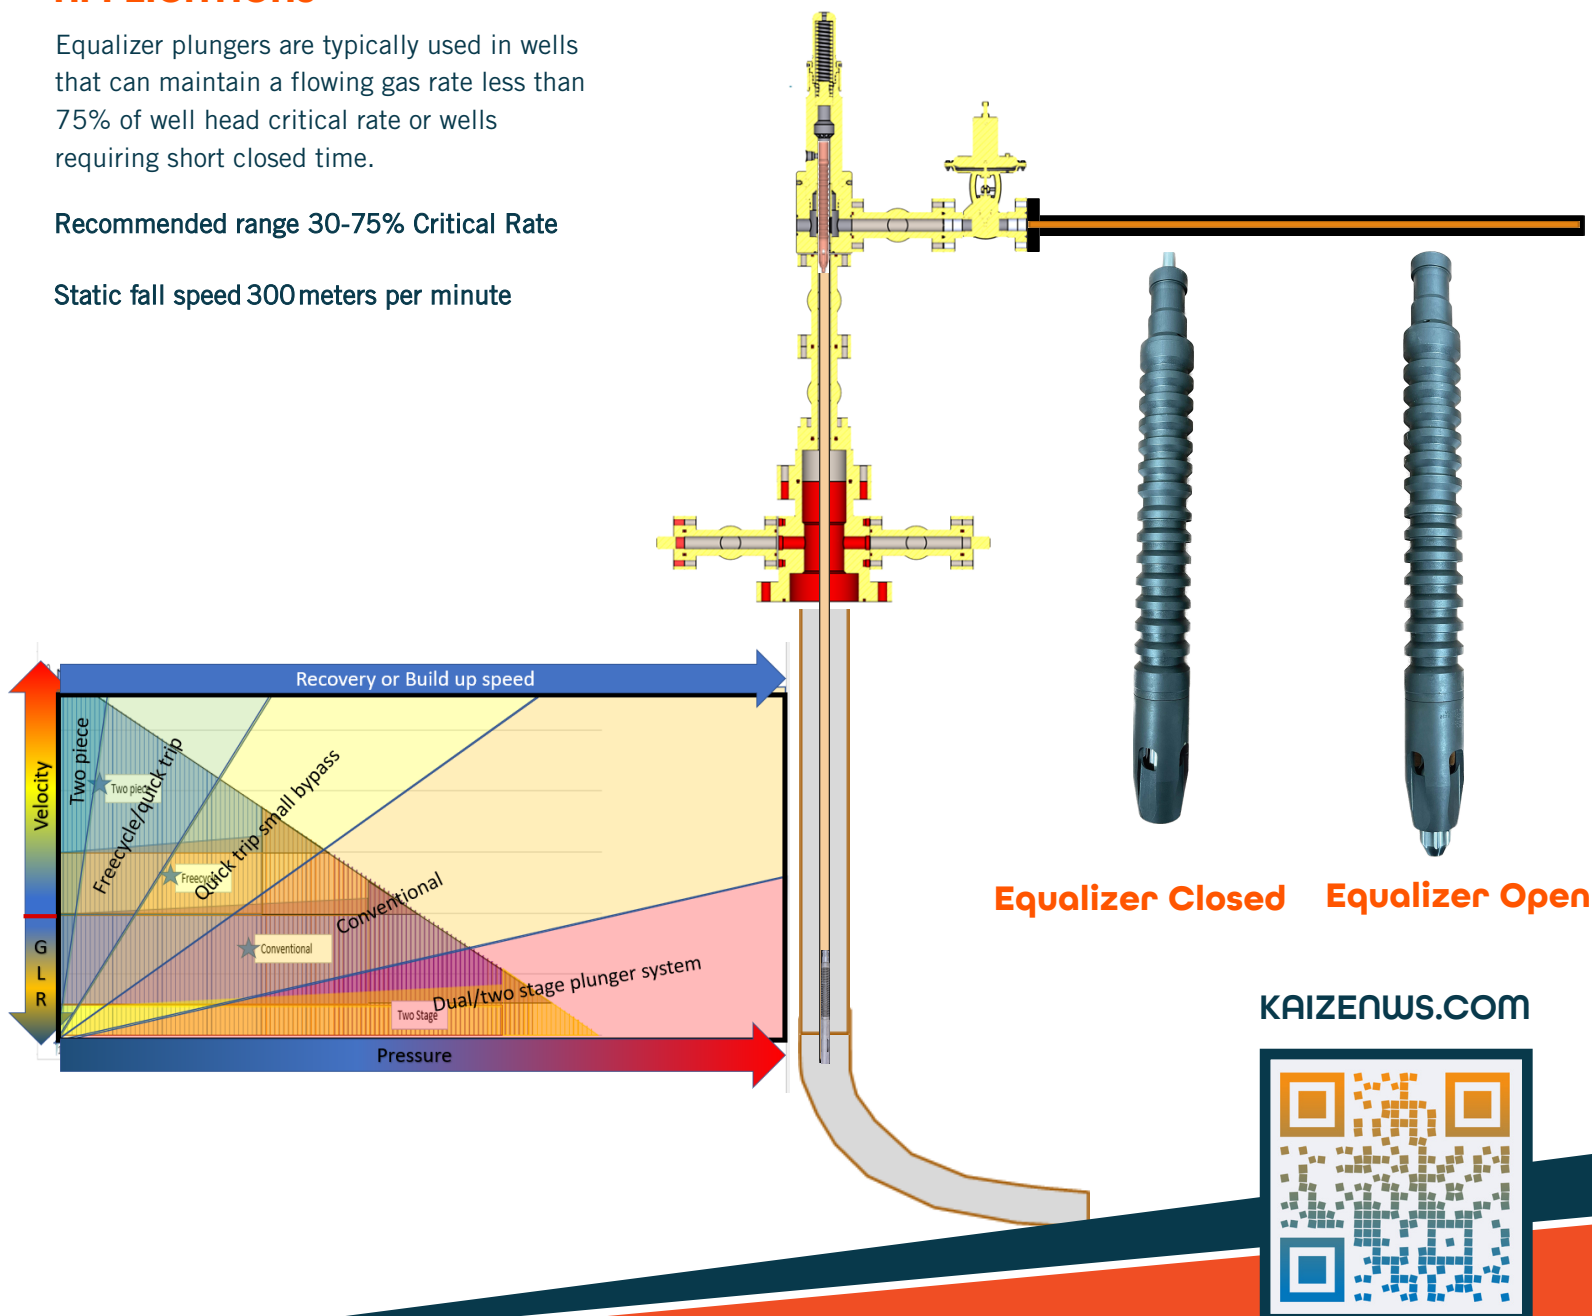 APPLICATIONS
Equalizer plungers are typically used in wells
that can maintain a flowing gas rate less than
75% of well head critical rate or wells
requiring short closed time.
Recommended range 30-75% Critical Rate
Static fall speed 300 meters per minute
Recovery or Build up speed
Velocity
G
L
R
Two piece
Two piece
Freecycle/quick trip
Freecycle
Quick trip small bypass
Conventional
Conventional
Dual/two stage plunger system
Two Stage
Pressure
Equalizer Closed
Equalizer Open
KAIZENWS.COM